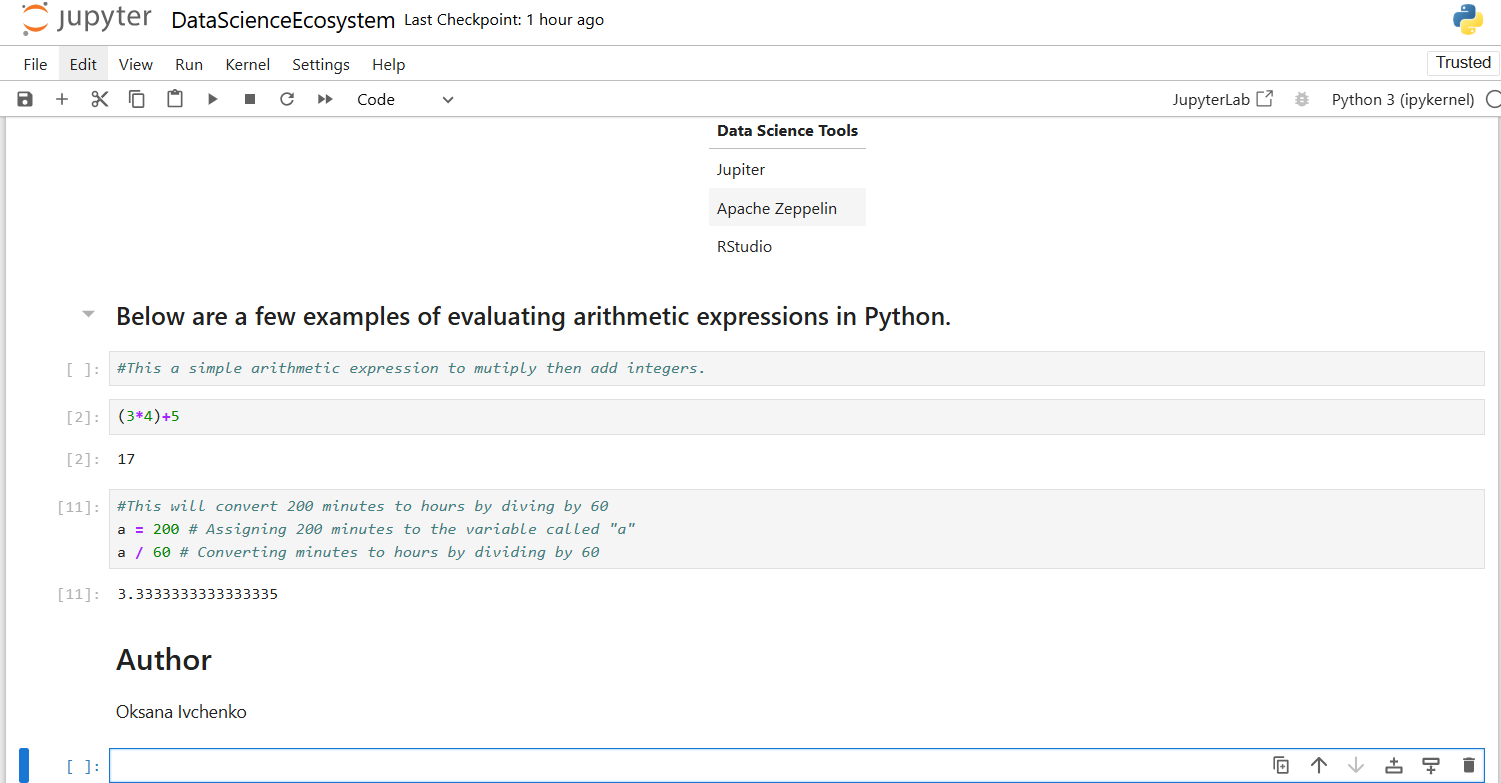 jupyter DataScienceEcosystem Last Checkpoint: 1 hour ago
File Edit View Run Kernel Settings Help Trusted
Code JupyterLab Python 3 (ipykernel)
Data Science Tools
Jupiter
Apache Zeppelin
RStudio
Below are a few examples of evaluating arithmetic expressions in Python.
[ ]: #This a simple arithmetic expression to mutiply then add integers.
[2]: (3*4)+5
[2]: 17
[11]: #This will convert 200 minutes to hours by diving by 60
a = 200 # Assigning 200 minutes to the variable called "a"
a / 60 # Converting minutes to hours by dividing by 60
[11]: 3.3333333333333335
Author
Oksana Ivchenko
[ ]: